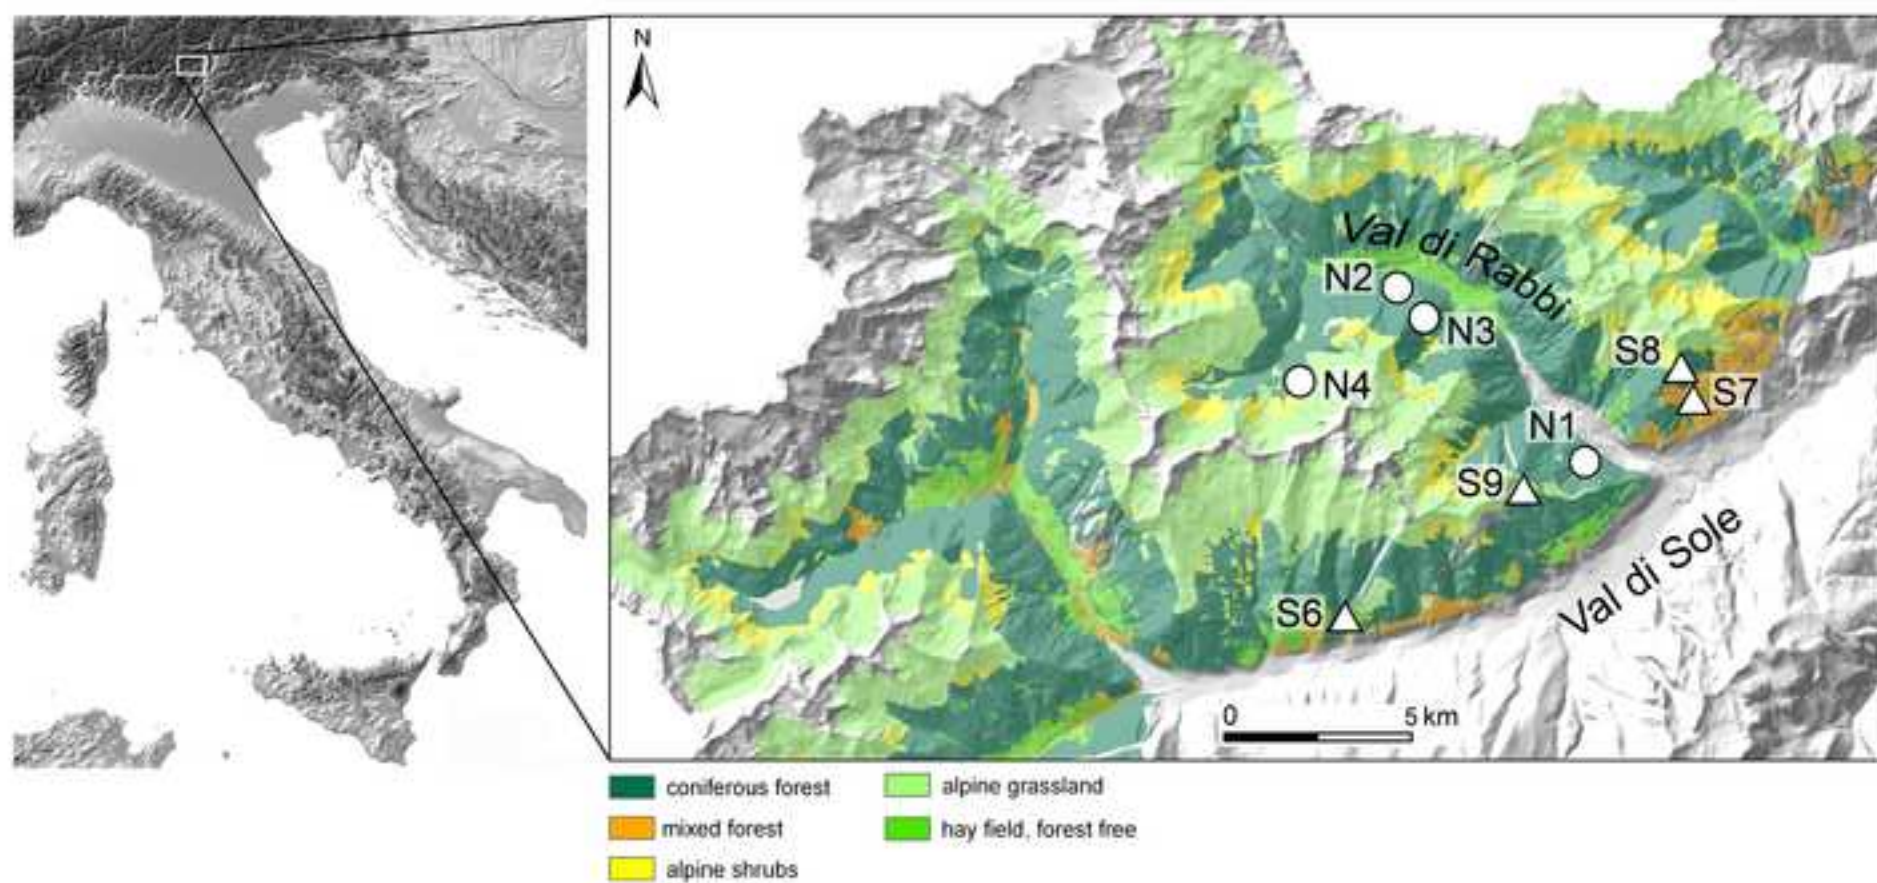 N
Val di Rabbi
N2
N3
N4
S8
S7
N1
S9
S6
Val di Sole
0 5 km
coniferous forest
alpine grassland
mixed forest
hay field, forest free
alpine shrubs